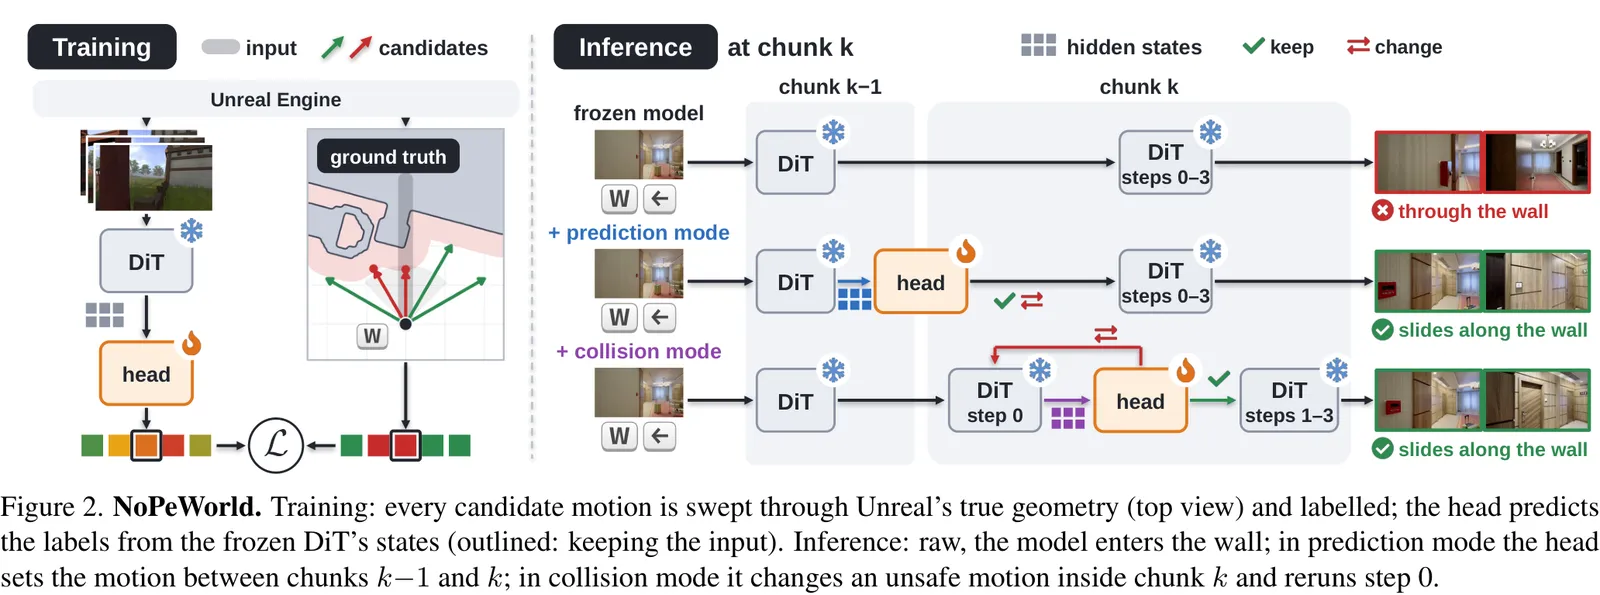 Training
input
candidates
Unreal Engine
ground truth
W
DiT
head
ℒ
Inference at chunk k
hidden states
keep
change
chunk k−1
chunk k
frozen model
W ←
DiT
DiT
steps 0–3
through the wall
+ prediction mode
W ←
DiT
head
DiT
steps 0–3
slides along the wall
+ collision mode
W ←
DiT
DiT
step 0
head
DiT
steps 1–3
slides along the wall
Figure 2. NoPeWorld. Training: every candidate motion is swept through Unreal’s true geometry (top view) and labelled; the head predicts
the labels from the frozen DiT’s states (outlined: keeping the input). Inference: raw, the model enters the wall; in prediction mode the head
sets the motion between chunks k−1 and k; in collision mode it changes an unsafe motion inside chunk k and reruns step 0.